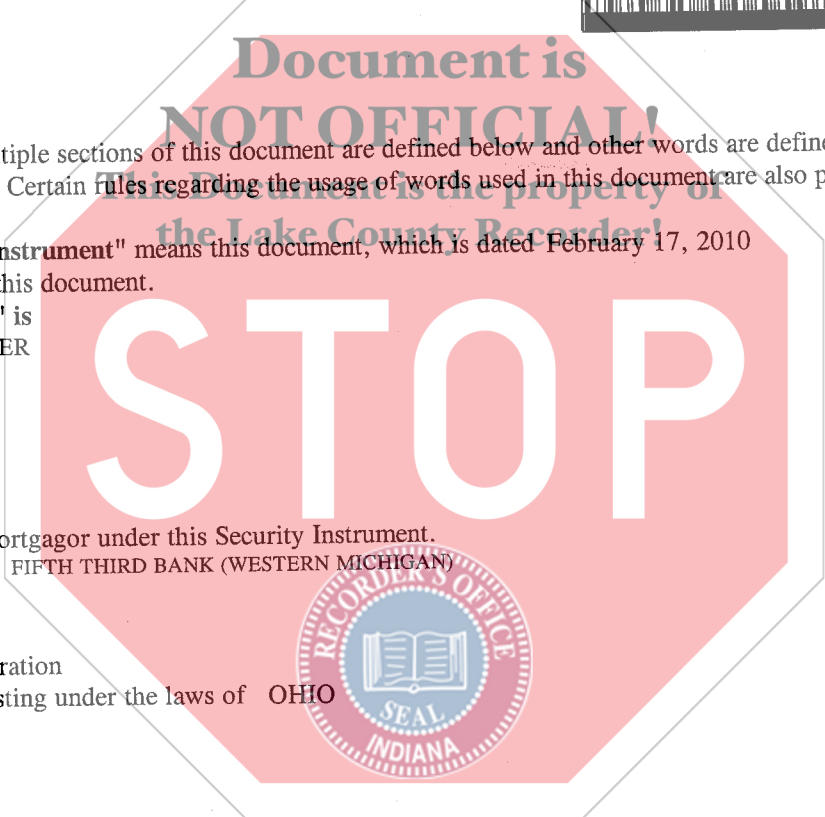 Document is
NOT OFFICIAL!
tiple sections of this document are defined below and other words are define
Certain rules regarding the usage of words used in this document are also p
This Document is the property of
the Lake County Recorder!
nstrument" means this document, which is dated February 17, 2010
this document.
" is
ER
STOP
ortgagor under this Security Instrument.
FIFTH THIRD BANK (WESTERN MICHIGAN)
RECORDER'S OFFICE
ration
sting under the laws of OHIO
SEAL
INDIANA